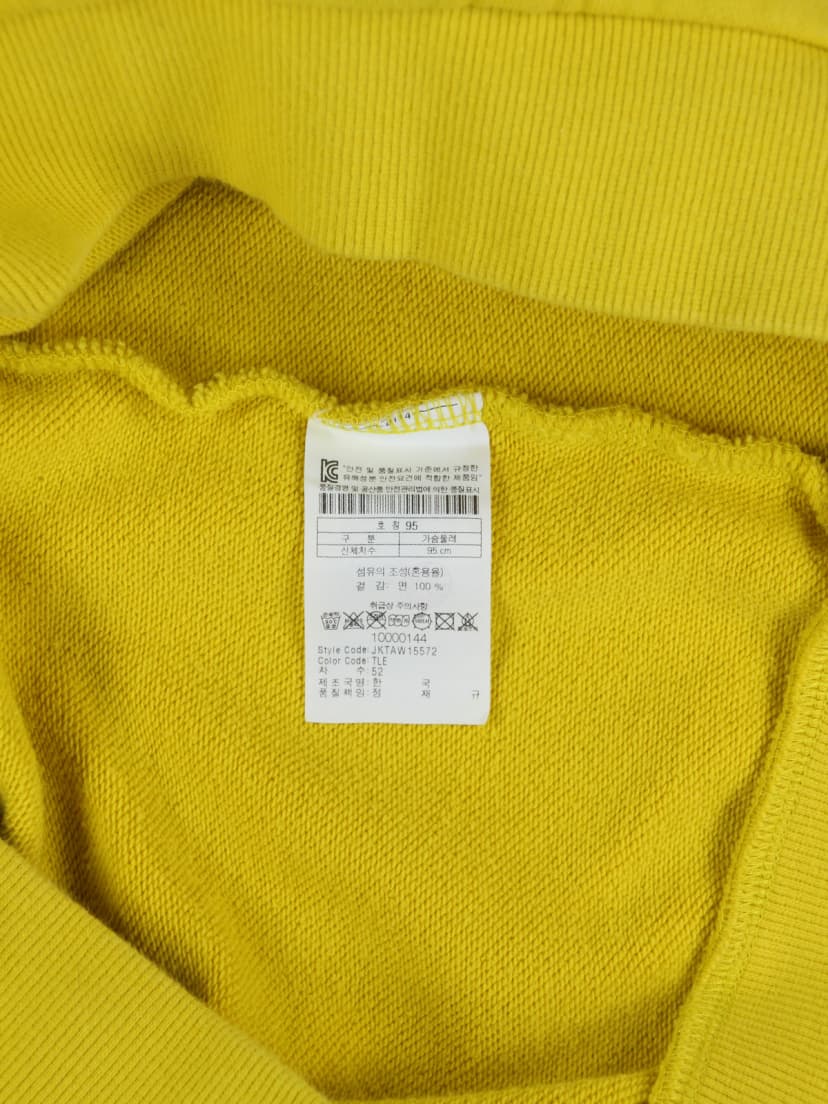 "안전 및 품질표시 기준에서 규정한
유해성분 안전요건에 적합한 제품임"
품질경영 및 공산품 안전관리법에 의한 품질표시
호 칭 95
구 분 가슴둘레
신체치수 95 cm
섬유의 조성(혼용율)
겉 감: 면 100 %
취급상 주의사항
10000144
Style Code: JKTAW15572
Color Code: TLE
차 수: 52
제 조 국 명: 한 국
품 질 책 임: 정 재 규